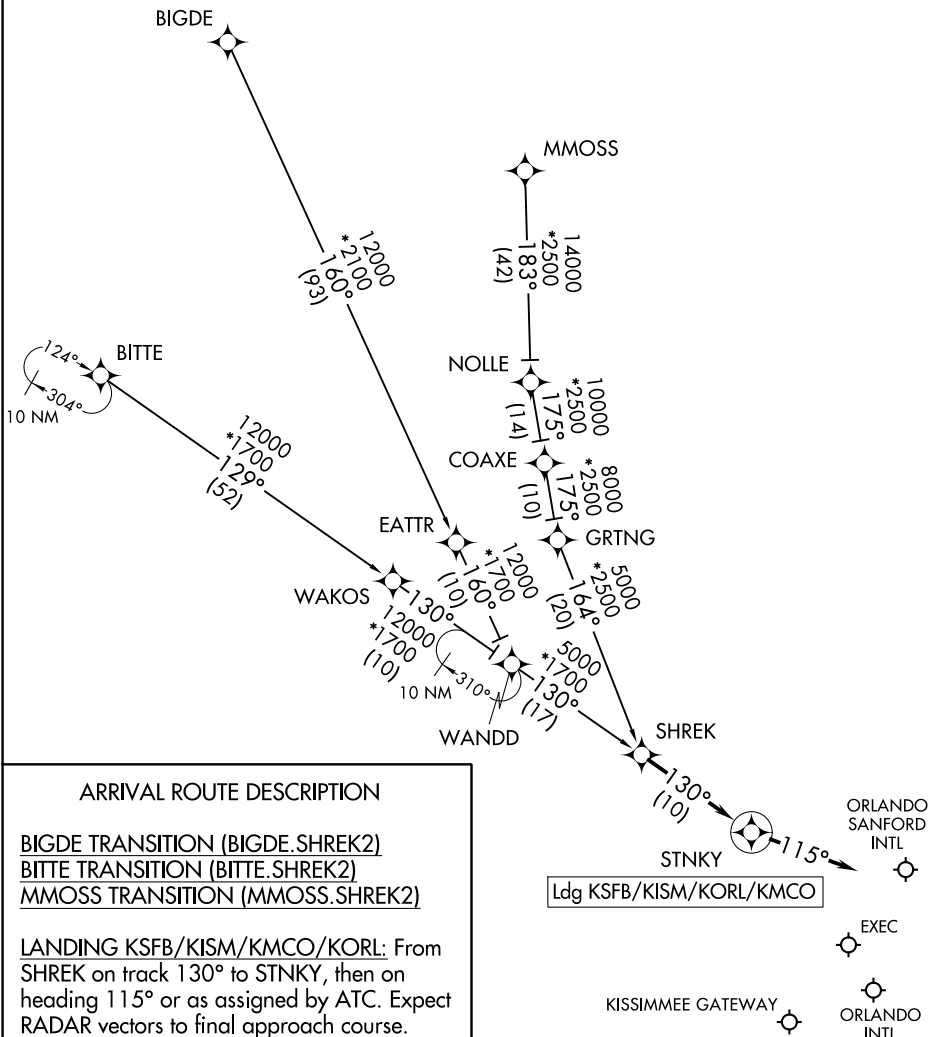 BIGDE
MMOSS
12000
*2100
160°
(93)
14000
*2500
183°
(42)
BITTE
124°
304°
10 NM
NOLLE
10000
*2500
175°
(14)
12000
*1700
129°
(52)
COAXE
8000
*2500
175°
(10)
EATTR
GRTNG
12000
*1700
160°
(10)
5000
*2500
164°
(20)
WAKOS
130°
12000
*1700
(10)
310°
10 NM
5000
*1700
130°
(17)
WANDD
SHREK
130°
(10)
STNKY
115°
Ldg KSFB/KISM/KORL/KMCO
ORLANDO
SANFORD
INTL
EXEC
KISSIMMEE GATEWAY
ORLANDO
INTL
ARRIVAL ROUTE DESCRIPTION
BIGDE TRANSITION (BIGDE.SHREK2)
BITTE TRANSITION (BITTE.SHREK2)
MMOSS TRANSITION (MMOSS.SHREK2)
LANDING KSFB/KISM/KMCO/KORL: From
SHREK on track 130° to STNKY, then on
heading 115° or as assigned by ATC. Expect
RADAR vectors to final approach course.